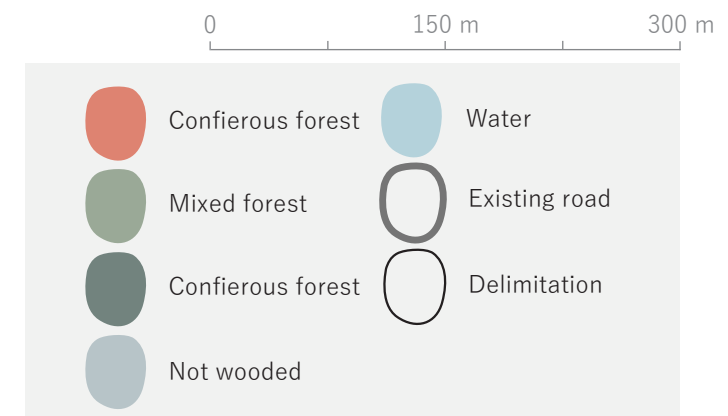 0 150 m 300 m
Confierous forest
Mixed forest
Confierous forest
Not wooded
Water
Existing road
Delimitation